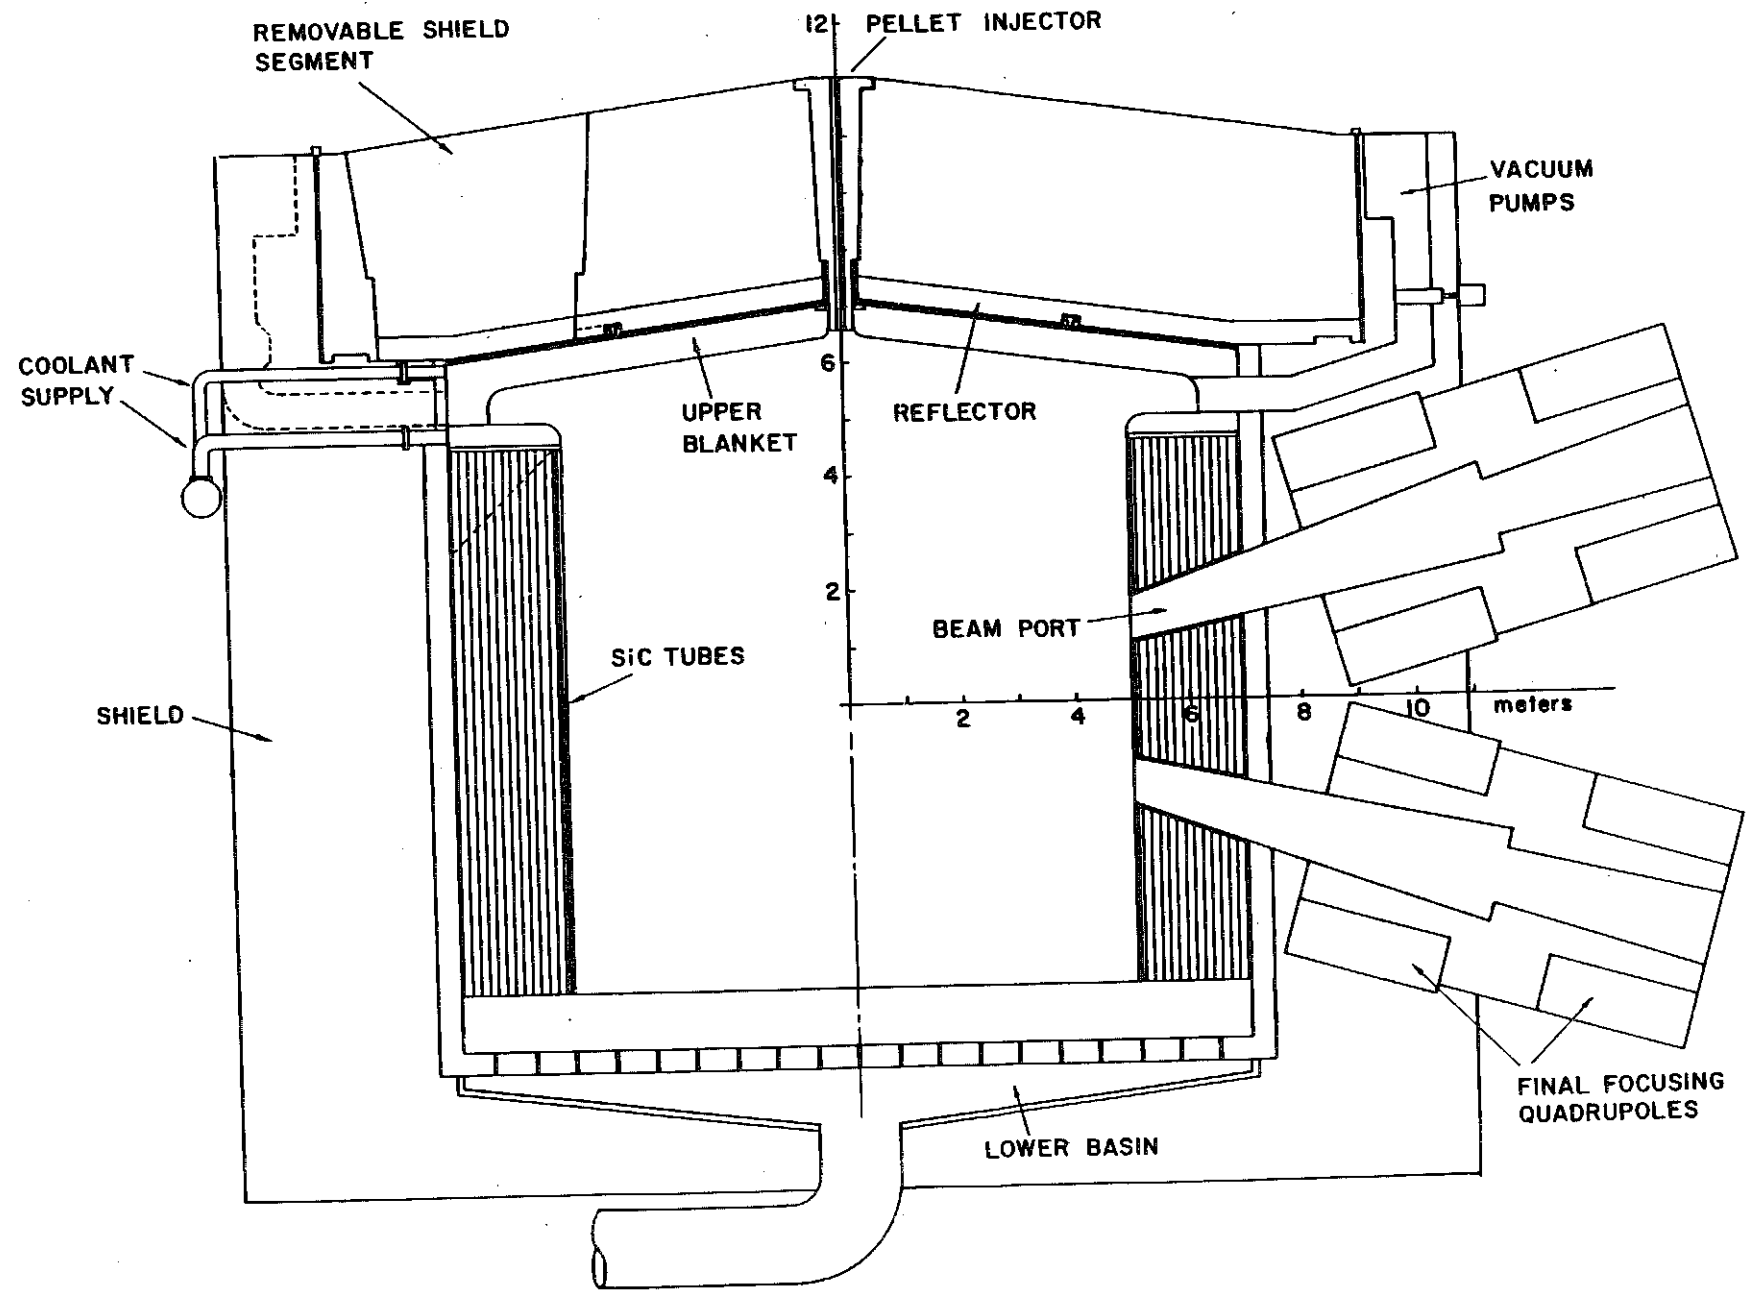 REMOVABLE SHIELD
SEGMENT
12
PELLET INJECTOR
VACUUM
PUMPS
COOLANT
SUPPLY
6
UPPER
BLANKET
REFLECTOR
4
2
BEAM PORT
SiC TUBES
SHIELD
2
4
6
8
10
meters
FINAL FOCUSING
QUADRUPOLES
LOWER BASIN